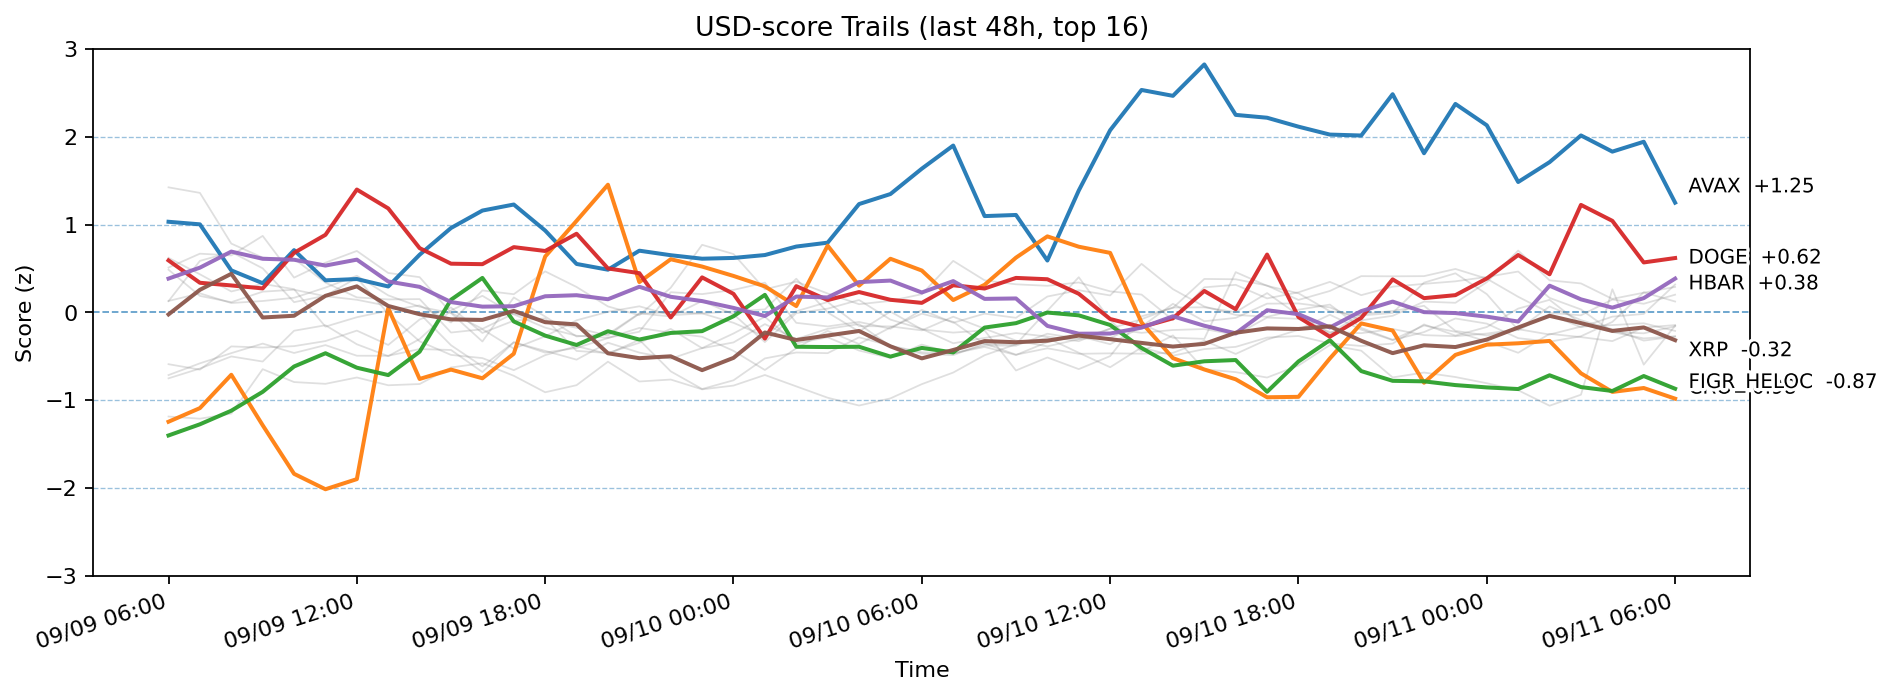 USD-score Trails (last 48h, top 16)
Score (z)
3
2
1
0
−1
−2
−3
AVAX +1.25
DOGE +0.62
HBAR +0.38
XRP -0.32
FIGR_HELOC -0.87
09/09 06:00
09/09 12:00
09/09 18:00
09/10 00:00
09/10 06:00
09/10 12:00
09/10 18:00
09/11 00:00
09/11 06:00
Time